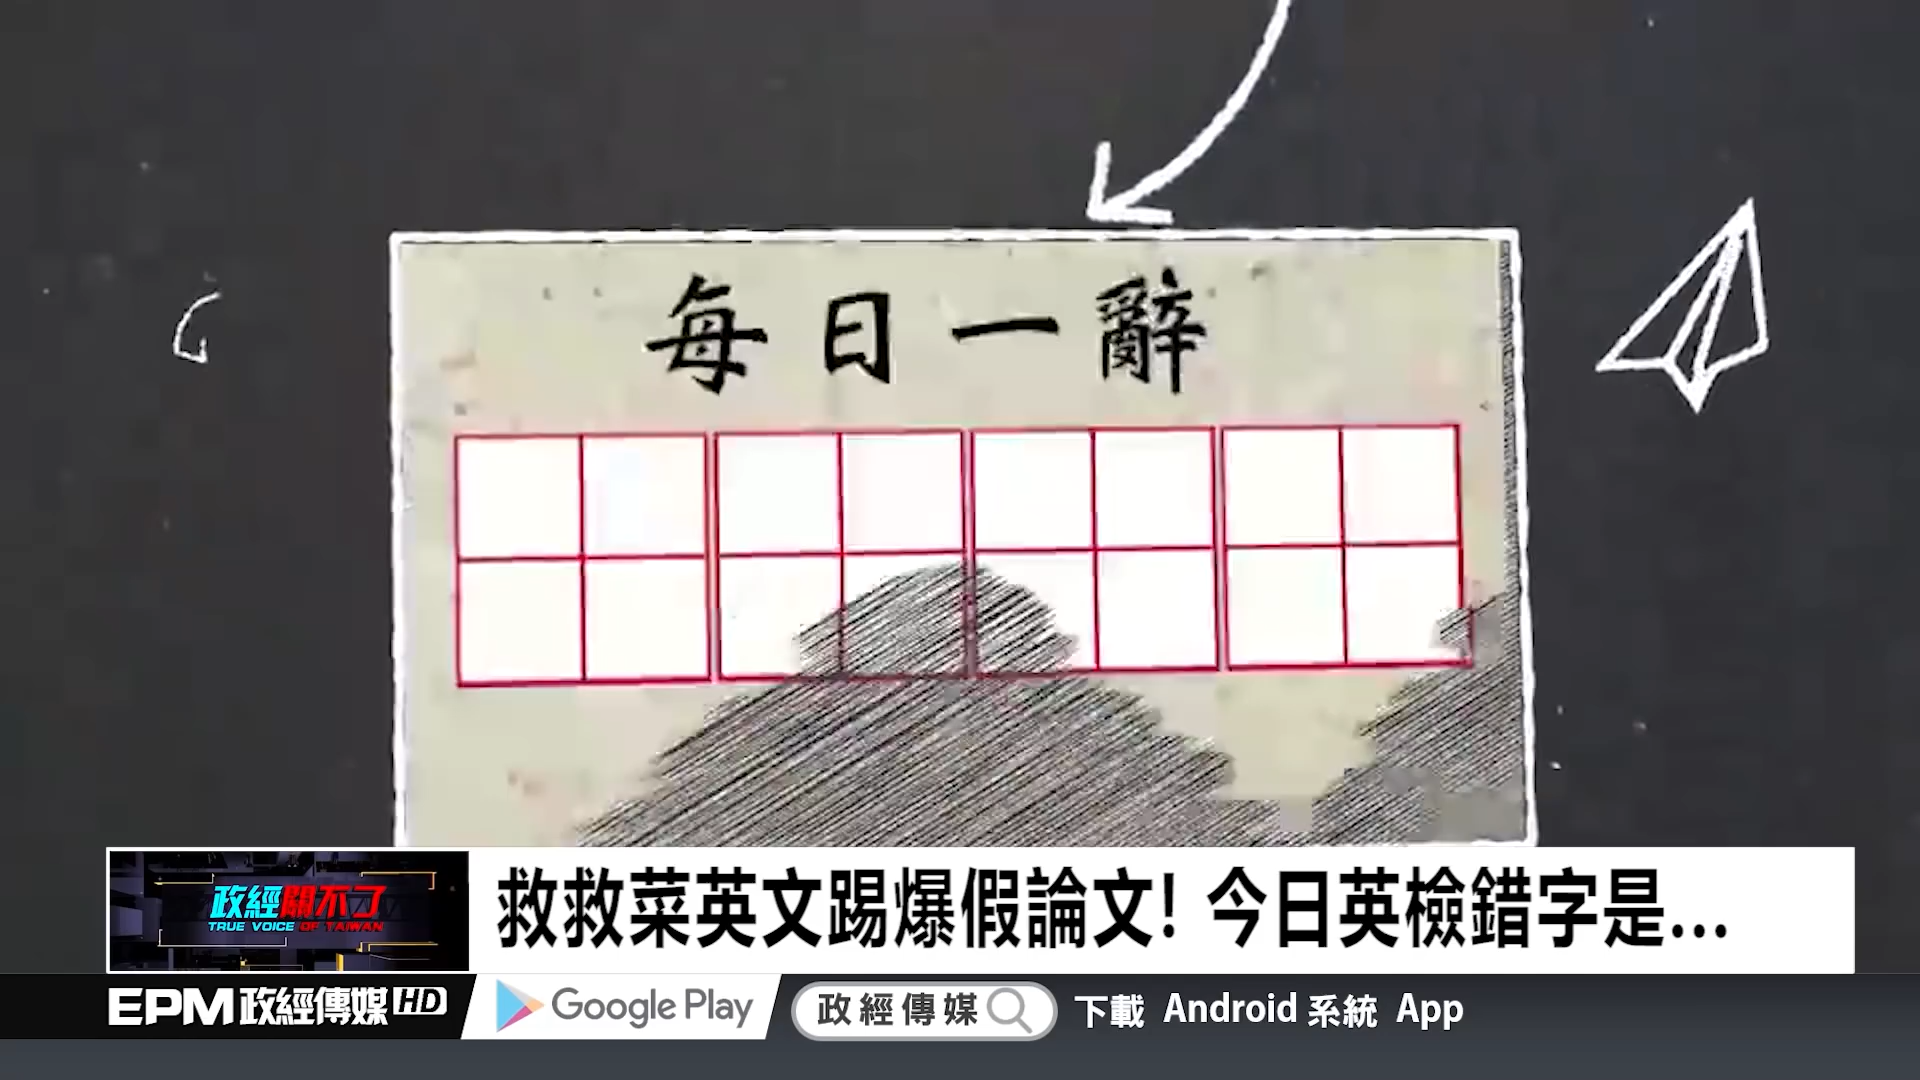 每日一辭
政經關不了
TRUE VOICE OF TAIWAN
救救菜英文踢爆假論文! 今日英檢錯字是...
EPM政經傳媒HD
Google Play
政經傳媒
下載 Android 系統 App